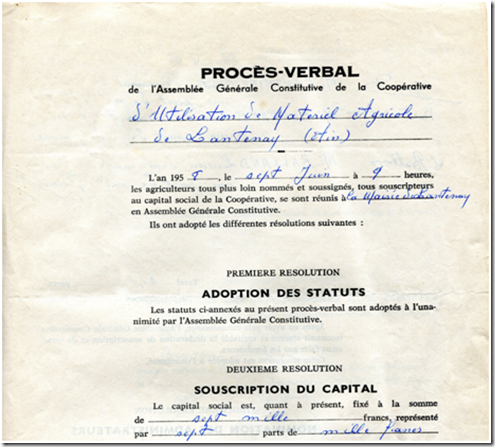 PROCÈS-VERBAL
de l'Assemblée Générale Constitutive de la Coopérative
d'Utilisation de Materiel Agricole
de Lantenay (Ain)
L'an 195 8, le sept Juin à 9 heures,
les agriculteurs tous plus loin nommés et soussignés, tous souscripteurs
au capital social de la Coopérative, se sont réunis à la Mairie de Lantenay
en Assemblée Générale Constitutive.
Ils ont adopté les différentes résolutions suivantes :
PREMIERE RESOLUTION
ADOPTION DES STATUTS
Les statuts ci-annexés au présent procès-verbal sont adoptés à l'una-
nimité par l'Assemblée Générale Constitutive.
DEUXIEME RESOLUTION
SOUSCRIPTION DU CAPITAL
Le capital social est, quant à présent, fixé à la somme
de sept mille francs, représenté
par sept parts de mille francs